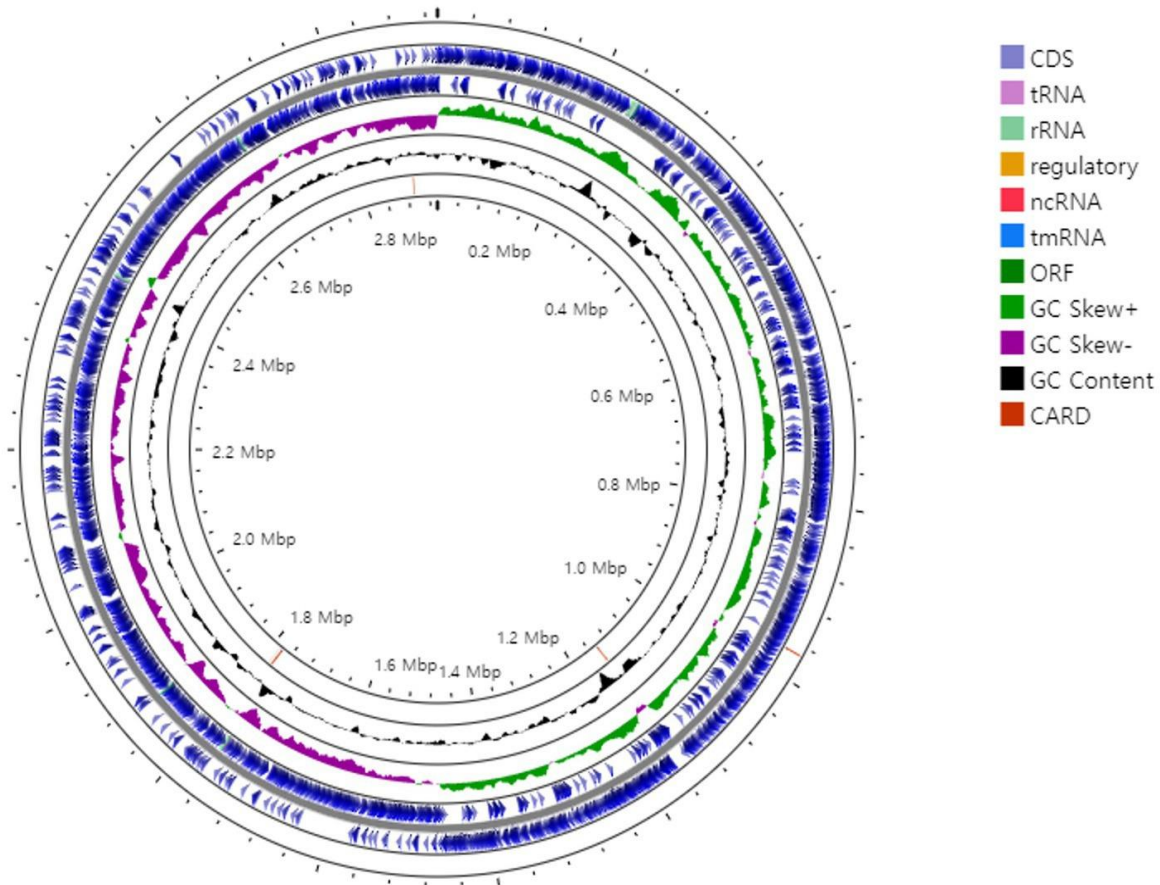 2.8 Mbp
0.2 Mbp
2.6 Mbp
0.4 Mbp
2.4 Mbp
0.6 Mbp
2.2 Mbp
0.8 Mbp
2.0 Mbp
1.0 Mbp
1.8 Mbp
1.2 Mbp
1.6 Mbp
1.4 Mbp
CDS
tRNA
rRNA
regulatory
ncRNA
tmRNA
ORF
GC Skew+
GC Skew-
GC Content
CARD